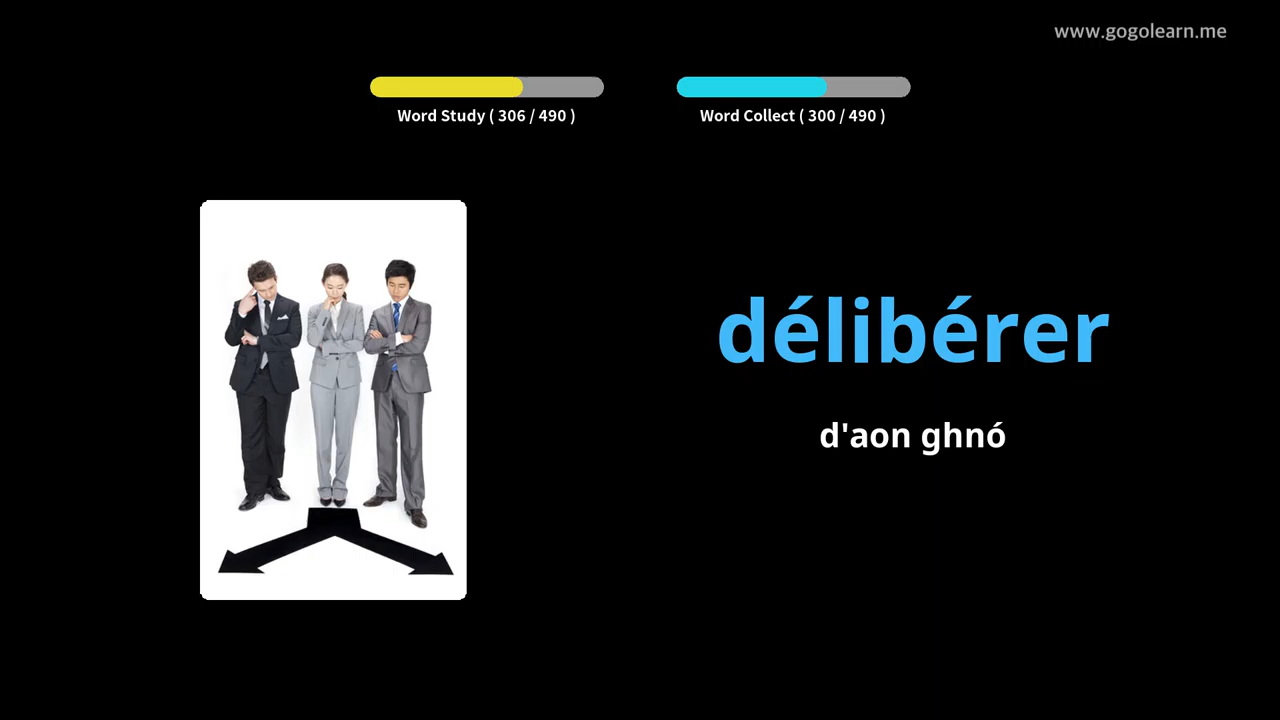 www.gogolearn.me
Word Study ( 306 / 490 )
Word Collect ( 300 / 490 )
délibérer
d'aon ghnó